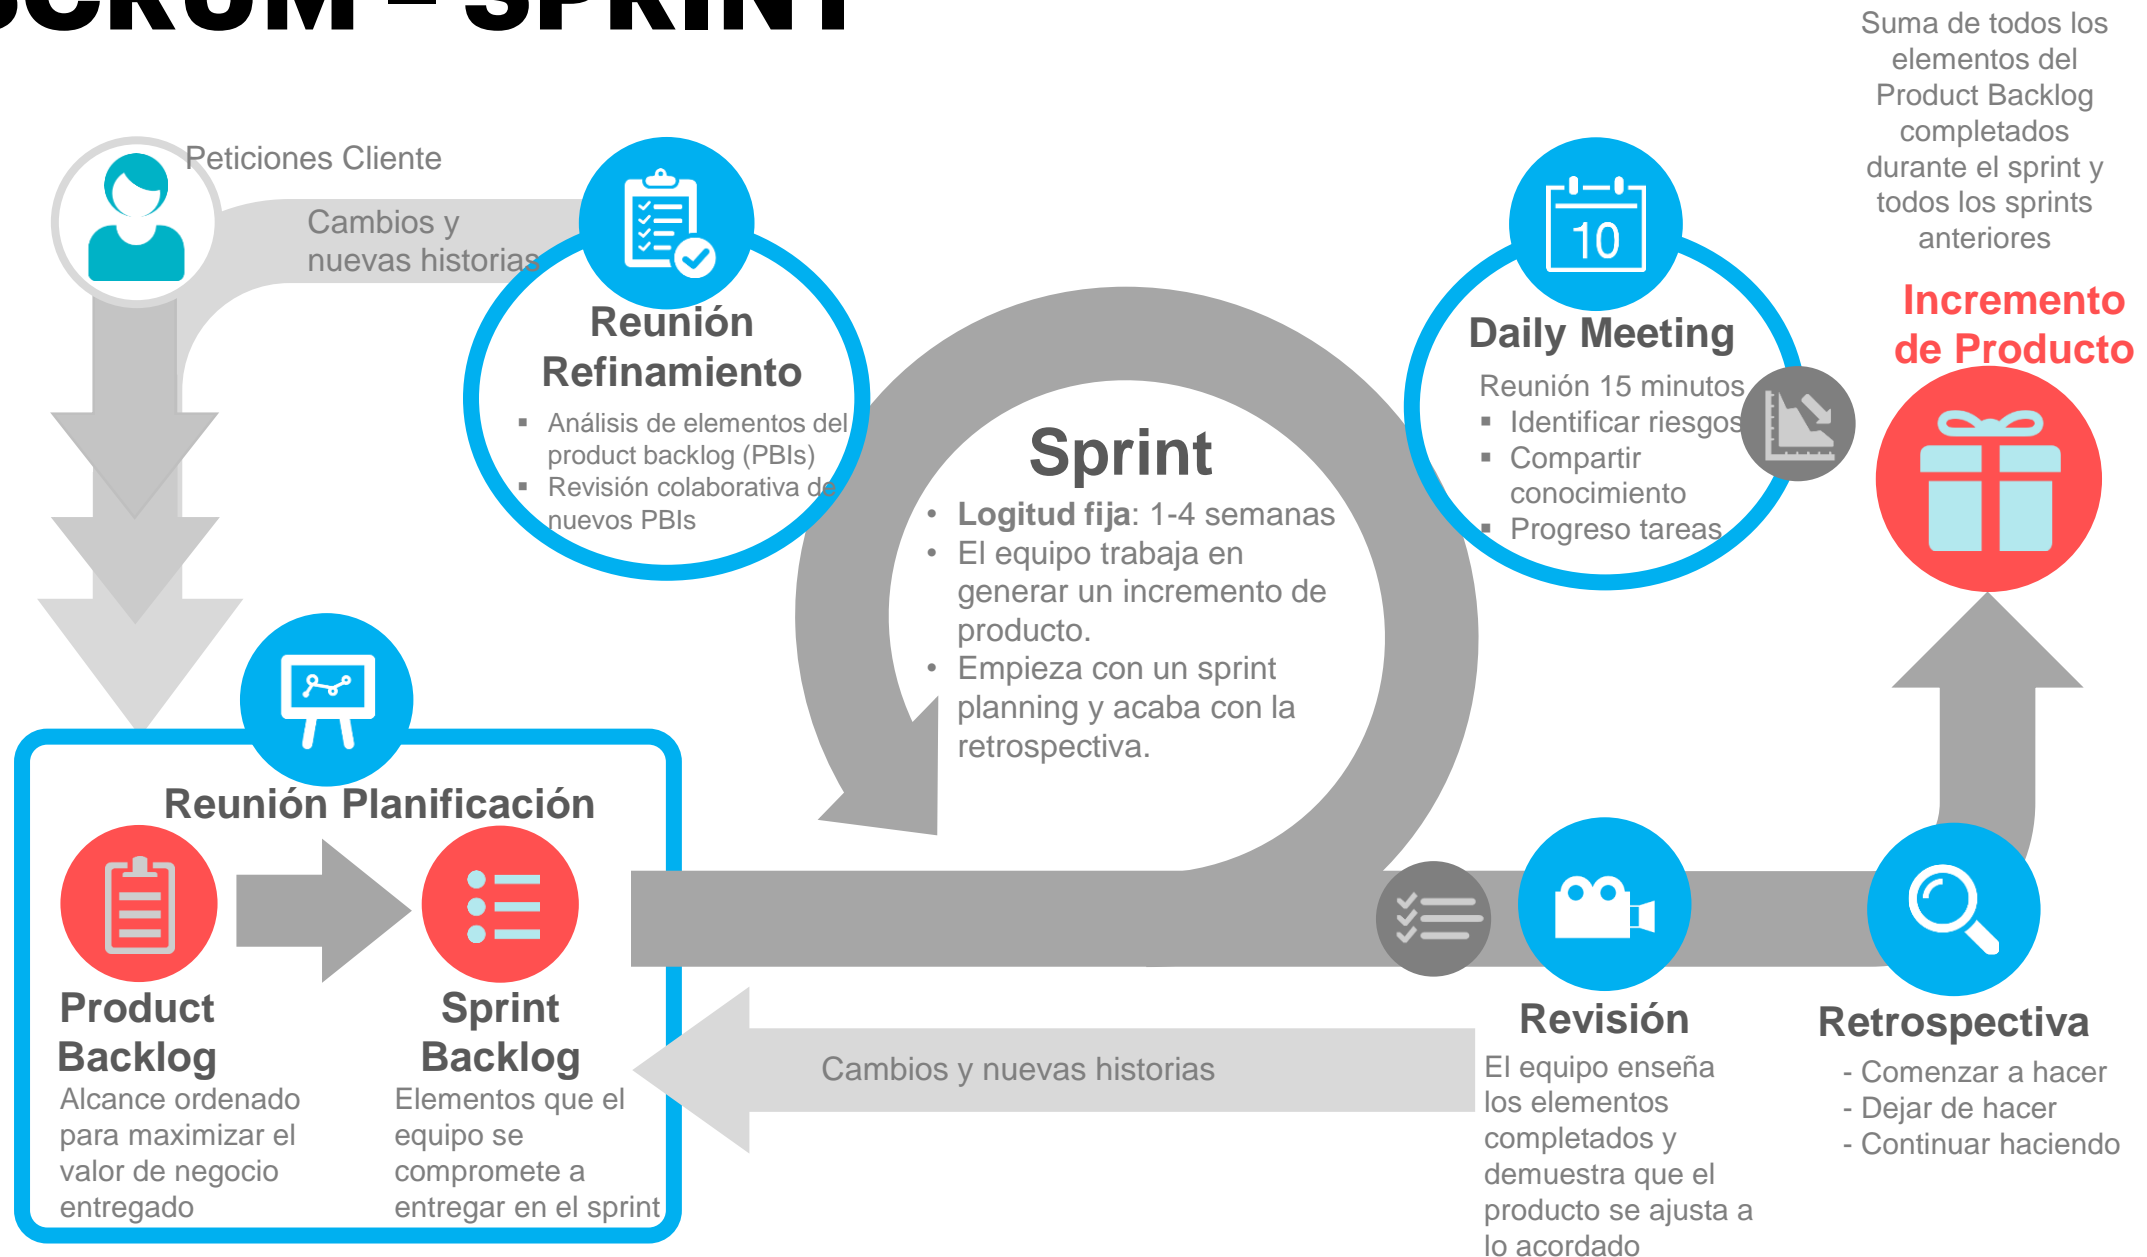 SCRUM – SPRINT
Suma de todos los
elementos del
Product Backlog
completados
durante el sprint y
todos los sprints
anteriores
Incremento
de Producto
Peticiones Cliente
Cambios y
nuevas historias
Reunión
Refinamiento
▪ Análisis de elementos del
product backlog (PBIs)
▪ Revisión colaborativa de
nuevos PBIs
10
Daily Meeting
Reunión 15 minutos
▪ Identificar riesgos
▪ Compartir
conocimiento
▪ Progreso tareas
Sprint
• Logitud fija: 1-4 semanas
• El equipo trabaja en
generar un incremento de
producto.
• Empieza con un sprint
planning y acaba con la
retrospectiva.
Reunión Planificación
Product
Backlog
Alcance ordenado
para maximizar el
valor de negocio
entregado
Sprint
Backlog
Elementos que el
equipo se
compromete a
entregar en el sprint
Cambios y nuevas historias
Revisión
El equipo enseña
los elementos
completados y
demuestra que el
producto se ajusta a
lo acordado
Retrospectiva
- Comenzar a hacer
- Dejar de hacer
- Continuar haciendo